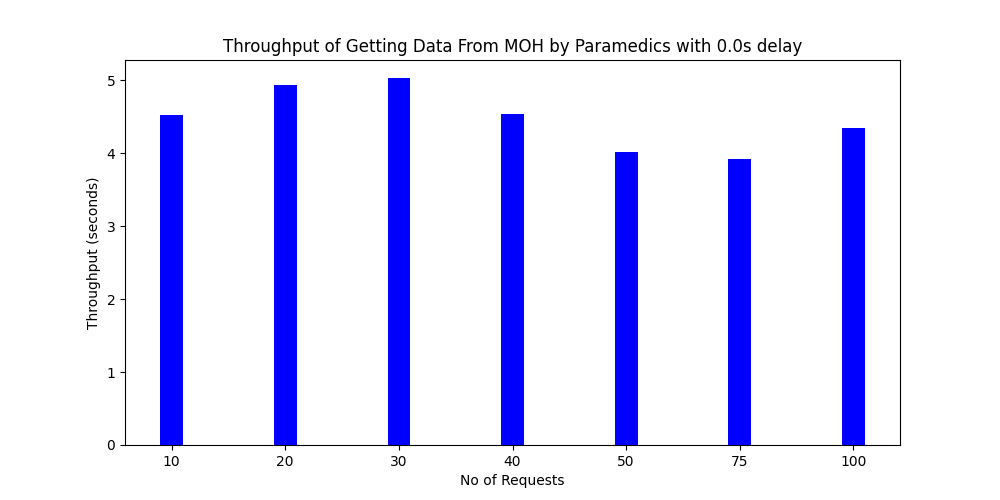 Throughput of Getting Data From MOH by Paramedics with 0.0s delay
5
4
3
2
1
0
Throughput (seconds)
10 20 30 40 50 75 100
No of Requests